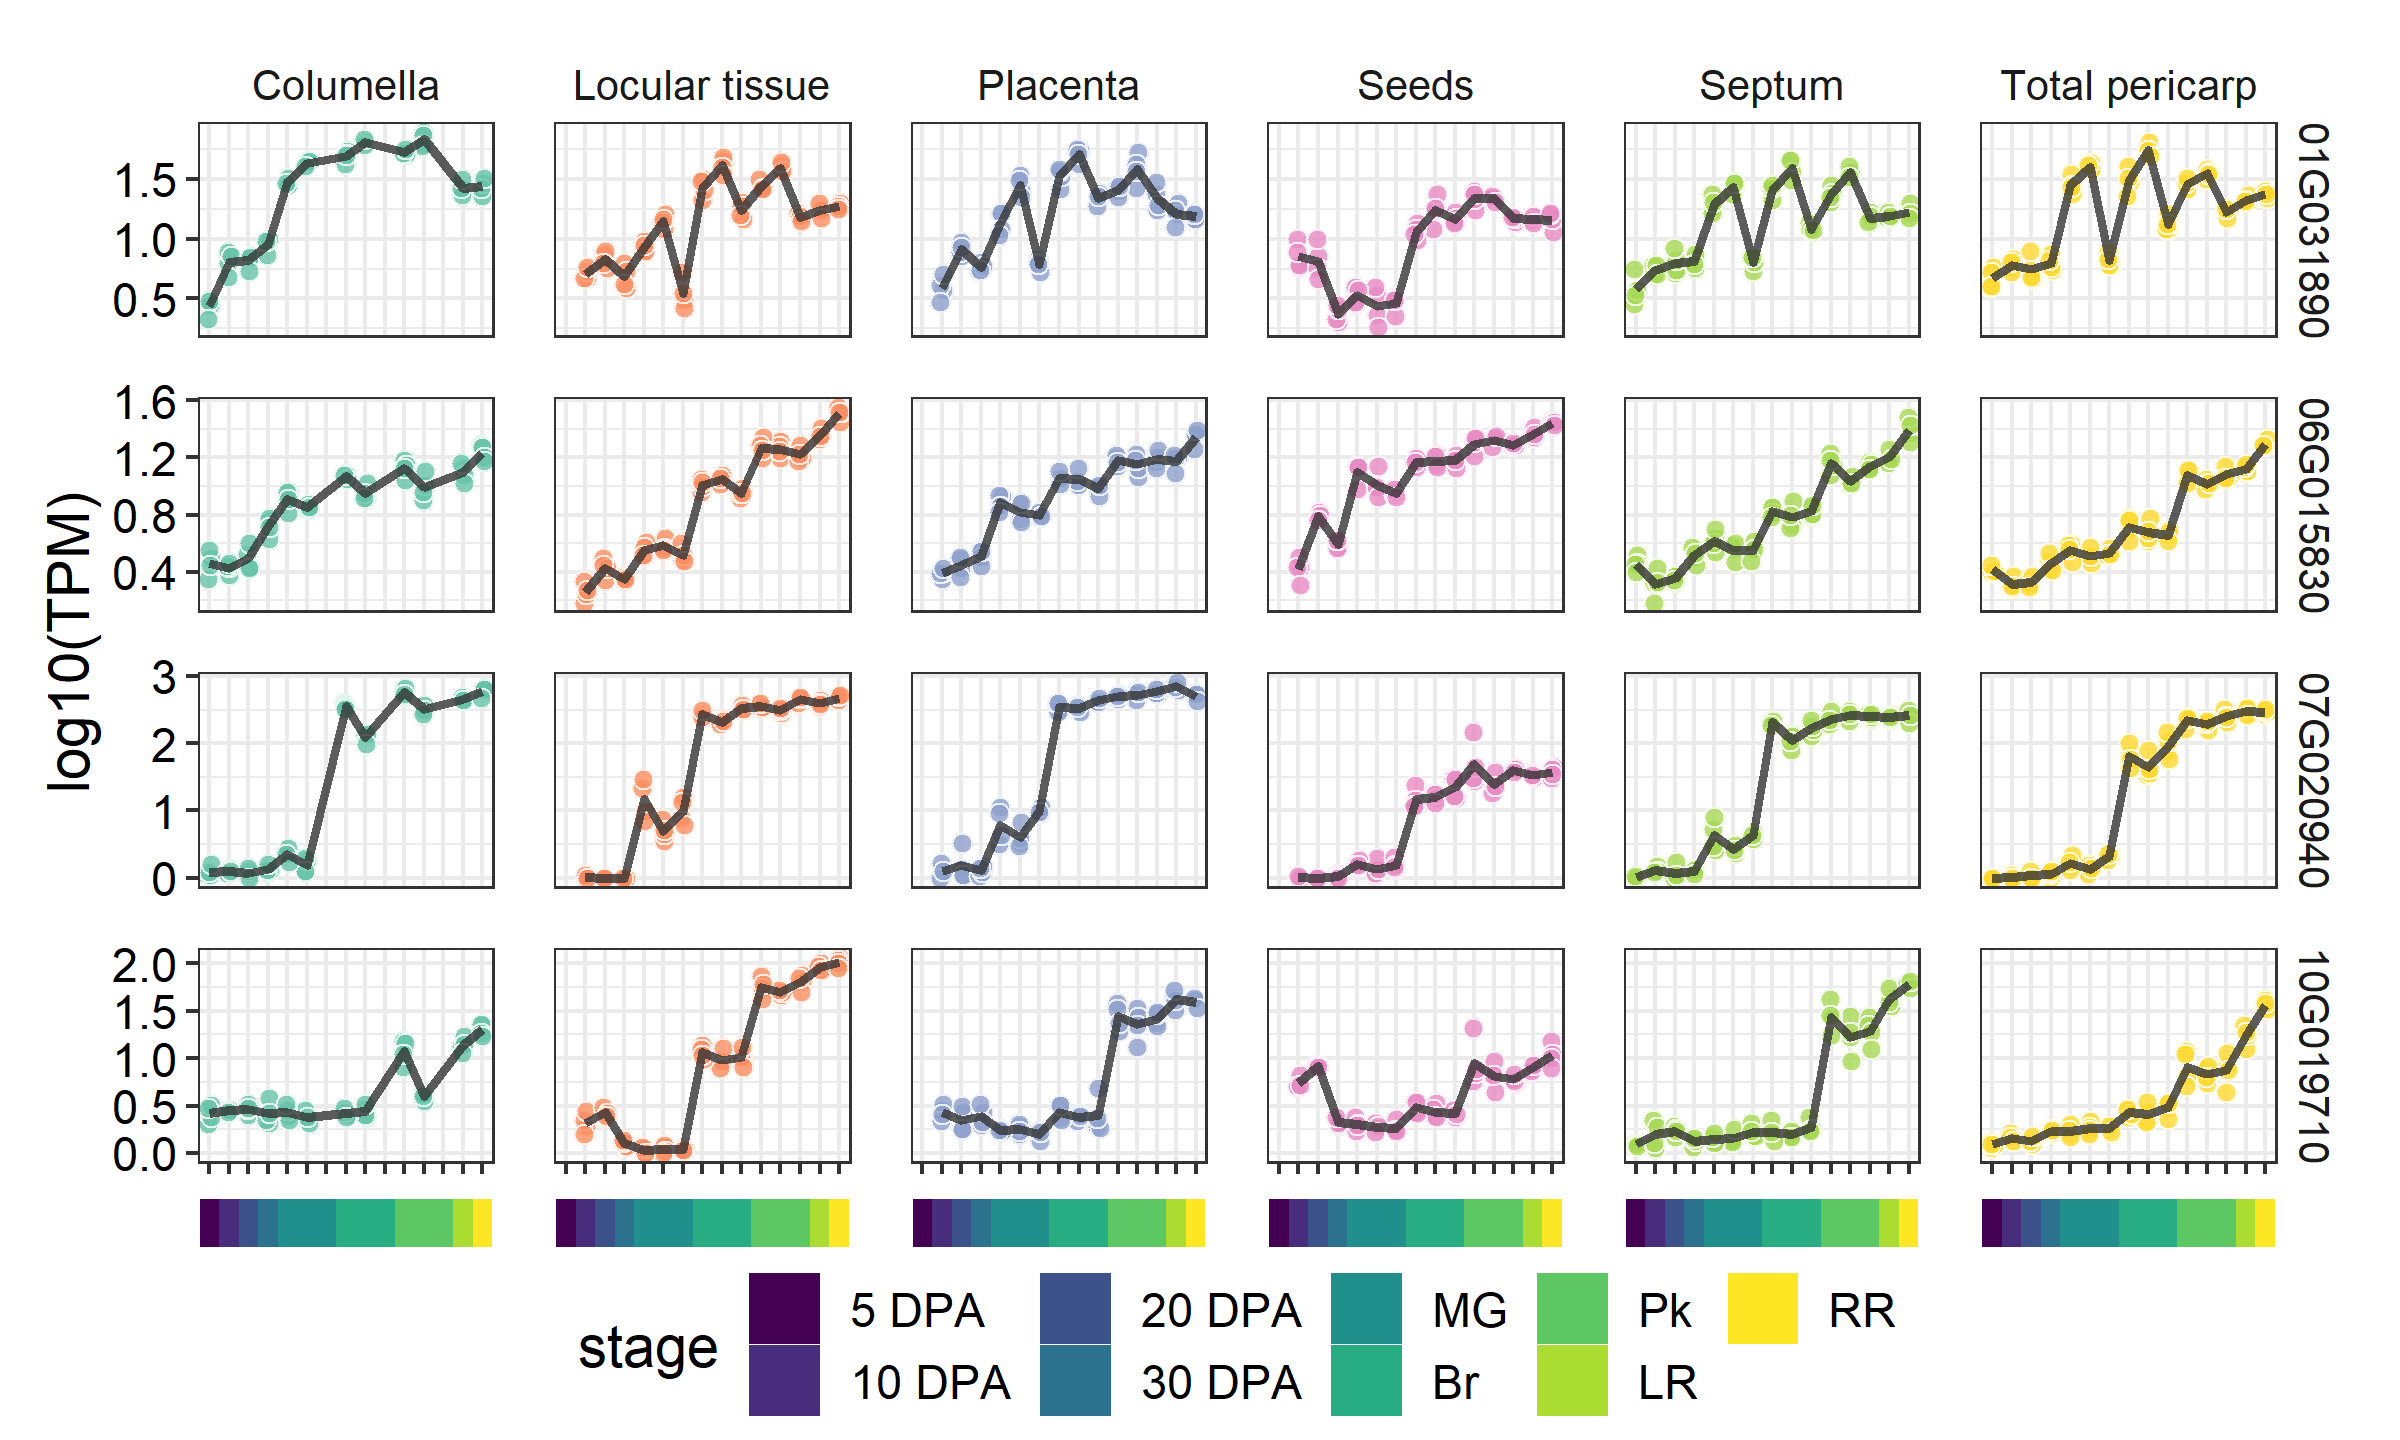 Columella Locular tissue Placenta Seeds Septum Total pericarp
1.5
1.0
0.5
01G031890
1.6
1.2
0.8
0.4
06G015830
log10(TPM)
3
2
1
0
07G020940
2.0
1.5
1.0
0.5
0.0
10G019710
stage
5 DPA 20 DPA MG Pk RR
10 DPA 30 DPA Br LR